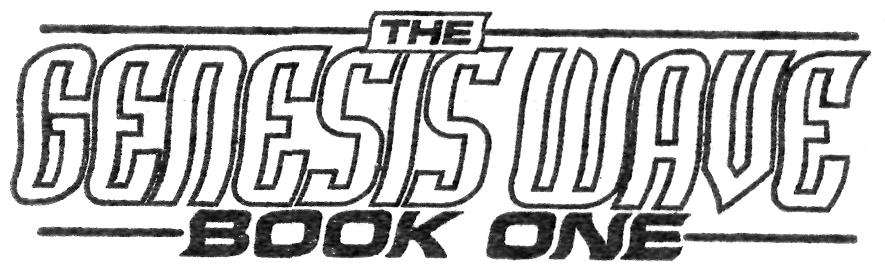 THE
GENESIS WAVE
BOOK ONE